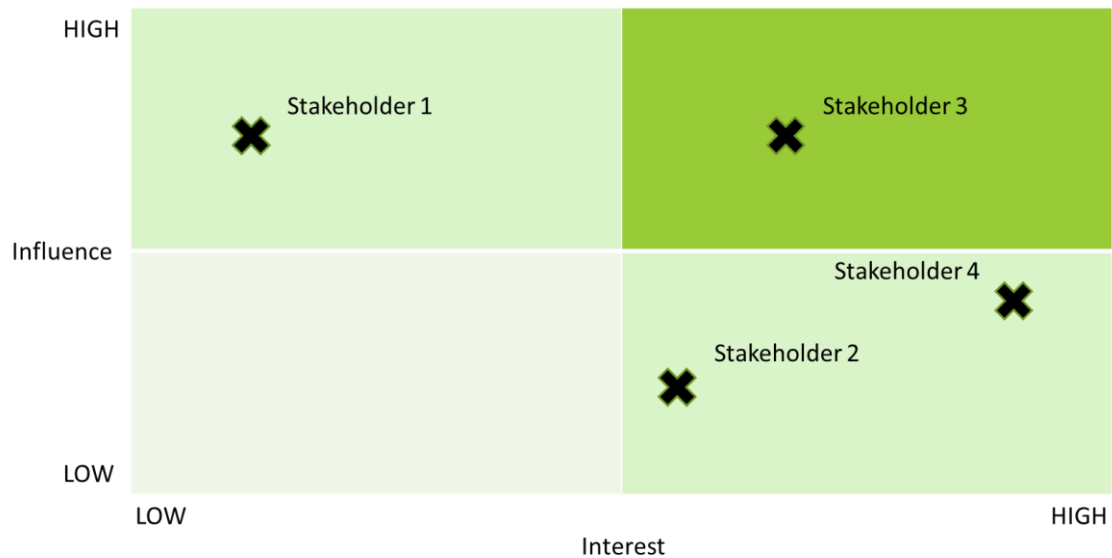 HIGH
Stakeholder 1
Stakeholder 3
Influence
Stakeholder 4
Stakeholder 2
LOW
LOW
HIGH
Interest